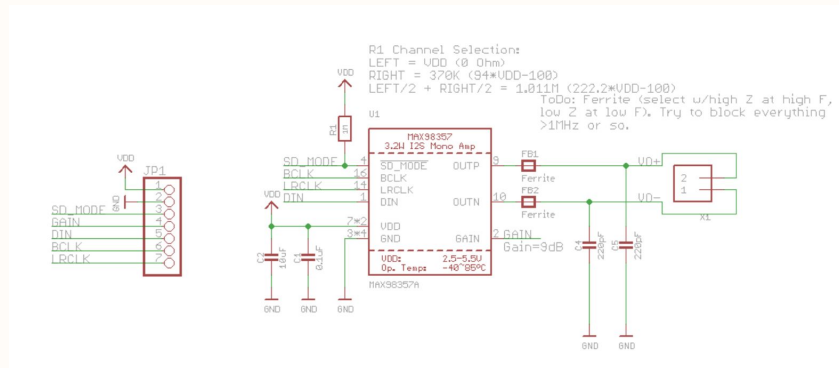 R1 Channel Selection:
LEFT = VDD (0 Ohm)
RIGHT = 370K (94*VDD-100)
LEFT/2 + RIGHT/2 = 1.011M (222.2*VDD-100)
ToDo: Ferrite (select w/high Z at high F,
low Z at low F). Try to block everything
>1MHz or so.
VDD
R1
1M
U1
MAX98357
3.2W I2S Mono Amp
SD_MODE 4 SD_MODE OUTP 9
BCLK 16 BCLK
LRCLK 14 LRCLK
DIN 1 DIN OUTN 10
7*2 VDD
3*4 GND GAIN 2 GAIN
Gain=9dB
VDD: 2.5-5.5V
Op. Temp: -40~85ºC
MAX98357A
FB1
Ferrite
FB2
Ferrite
VO+
VO-
2
1
X1
C4
220pF
C5
220pF
GND
GND
VDD
C2
10uF
C1
0.1uF
GND
GND
GND
VDD
JP1
1
GND 2
SD_MODE 3
GAIN 4
DIN 5
BCLK 6
LRCLK 7